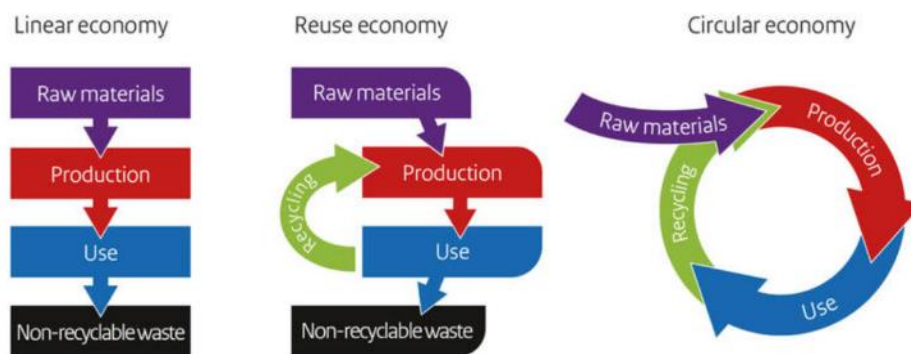 Linear economy
Raw materials
Production
Use
Non-recyclable waste
Reuse economy
Raw materials
Production
Recycling
Use
Non-recyclable waste
Circular economy
Raw materials
Production
Recycling
Use